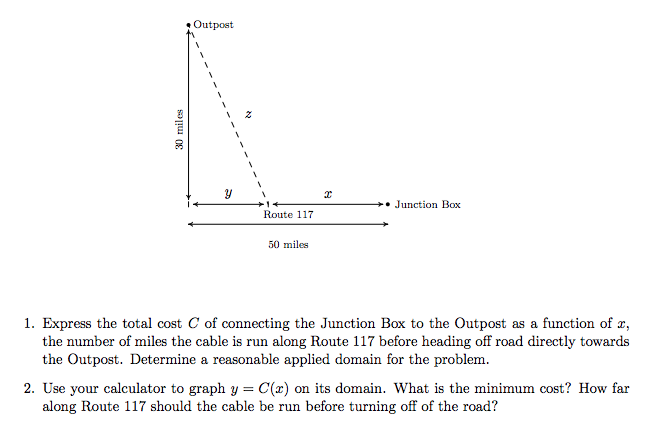 Outpost
30 miles
z
y
x
Junction Box
Route 117
50 miles
1. Express the total cost C of connecting the Junction Box to the Outpost as a function of x,
the number of miles the cable is run along Route 117 before heading off road directly towards
the Outpost. Determine a reasonable applied domain for the problem.
2. Use your calculator to graph y = C(x) on its domain. What is the minimum cost? How far
along Route 117 should the cable be run before turning off of the road?